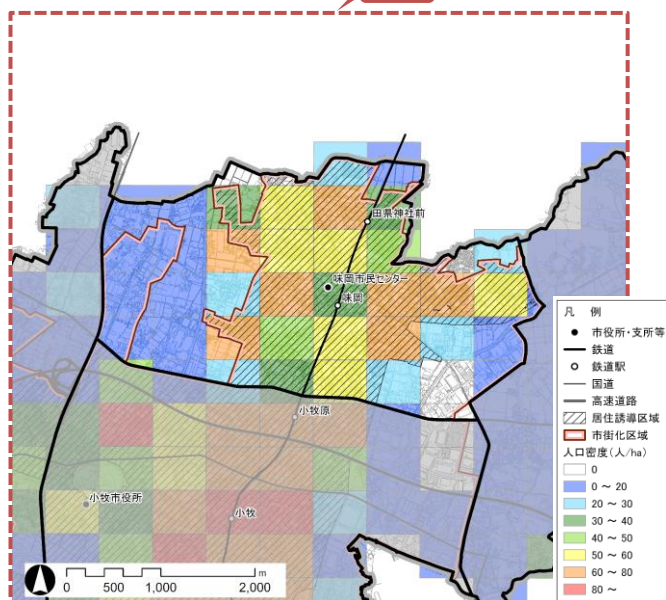 田県神社前
味岡市民センター
味岡
小牧原
小牧市役所
小牧
凡 例
市役所・支所等
鉄道
鉄道駅
国道
高速道路
居住誘導区域
市街化区域
人口密度(人/ha)
0
0 ～ 20
20 ～ 30
30 ～ 40
40 ～ 50
50 ～ 60
60 ～ 80
80 ～
m
0 500 1,000 2,000